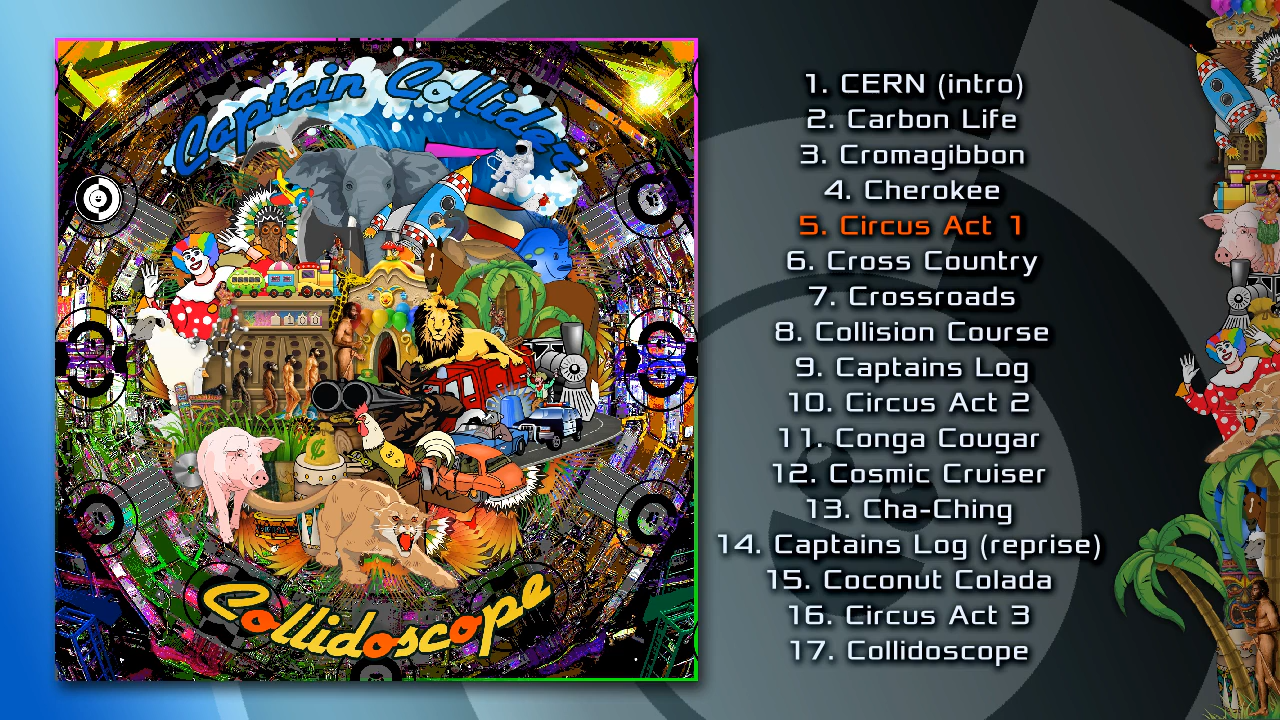 Captain Collider
Collidoscope
1. CERN (intro)
2. Carbon Life
3. Cromagibbon
4. Cherokee
5. Circus Act 1
6. Cross Country
7. Crossroads
8. Collision Course
9. Captains Log
10. Circus Act 2
11. Conga Cougar
12. Cosmic Cruiser
13. Cha-Ching
14. Captains Log (reprise)
15. Coconut Colada
16. Circus Act 3
17. Collidoscope